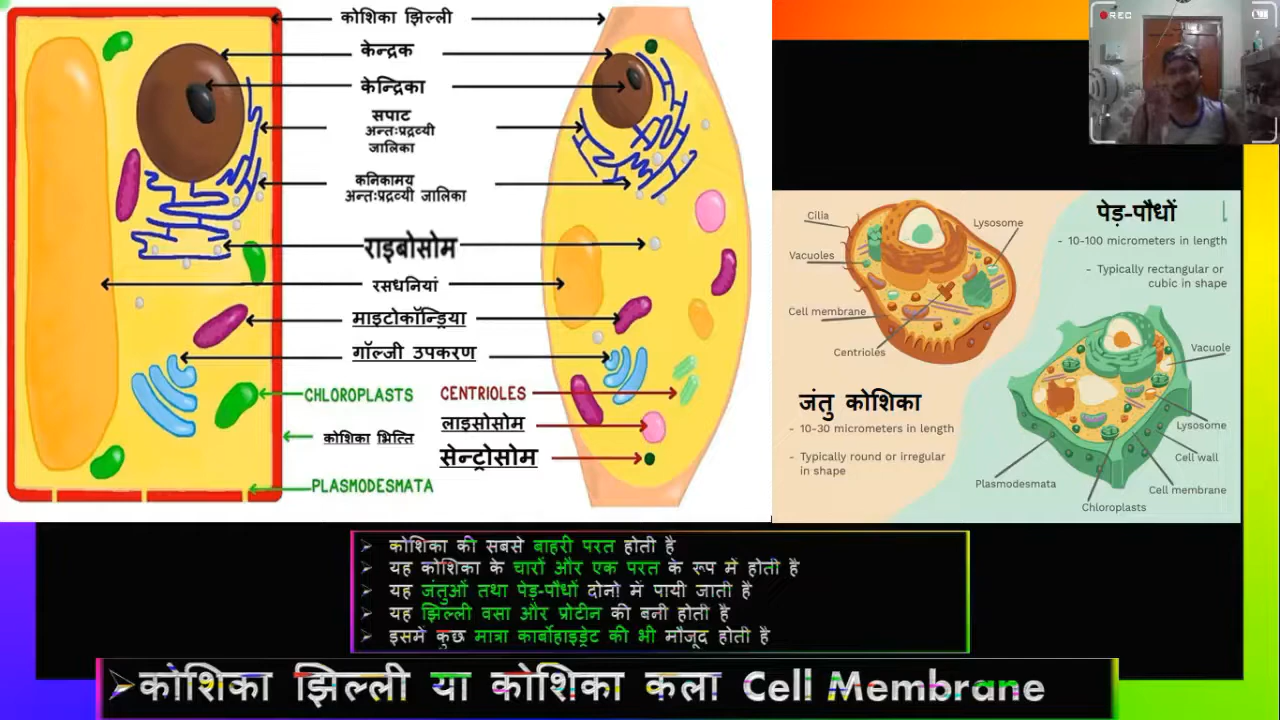 कोशिका झिल्ली
केन्द्रक
केन्द्रिका
सपाट
अन्तःप्रद्रव्यी
जालिका
कनिकामय
अन्तःप्रद्रव्यी जालिका
राइबोसोम
रसधनियां
माइटोकॉन्ड्रिया
गॉल्जी उपकरण
CHLOROPLASTS
CENTRIOLES
लाइसोसोम
कोशिका भित्ति
सेन्ट्रोसोम
PLASMODESMATA
REC
Cilia
Lysosome
Vacuoles
Cell membrane
Centrioles
जंतु कोशिका
- 10-30 micrometers in length
- Typically round or irregular
in shape
पेड़-पौधों
- 10-100 micrometers in length
- Typically rectangular or
cubic in shape
Vacuole
Lysosome
Cell wall
Plasmodesmata
Cell membrane
Chloroplasts
➢ कोशिका की सबसे बाहरी परत होती है
➢ यह कोशिका के चारों और एक परत के रूप में होती है
➢ यह जंतुओं तथा पेड़-पौधों दोनो में पायी जाती है
➢ यह झिल्ली वसा और प्रोटीन की बनी होती है
➢ इसमें कुछ मात्रा कार्बोहाइड्रेट की भी मौजूद होती है
➢कोशिका झिल्ली या कोशिका कला Cell Membrane